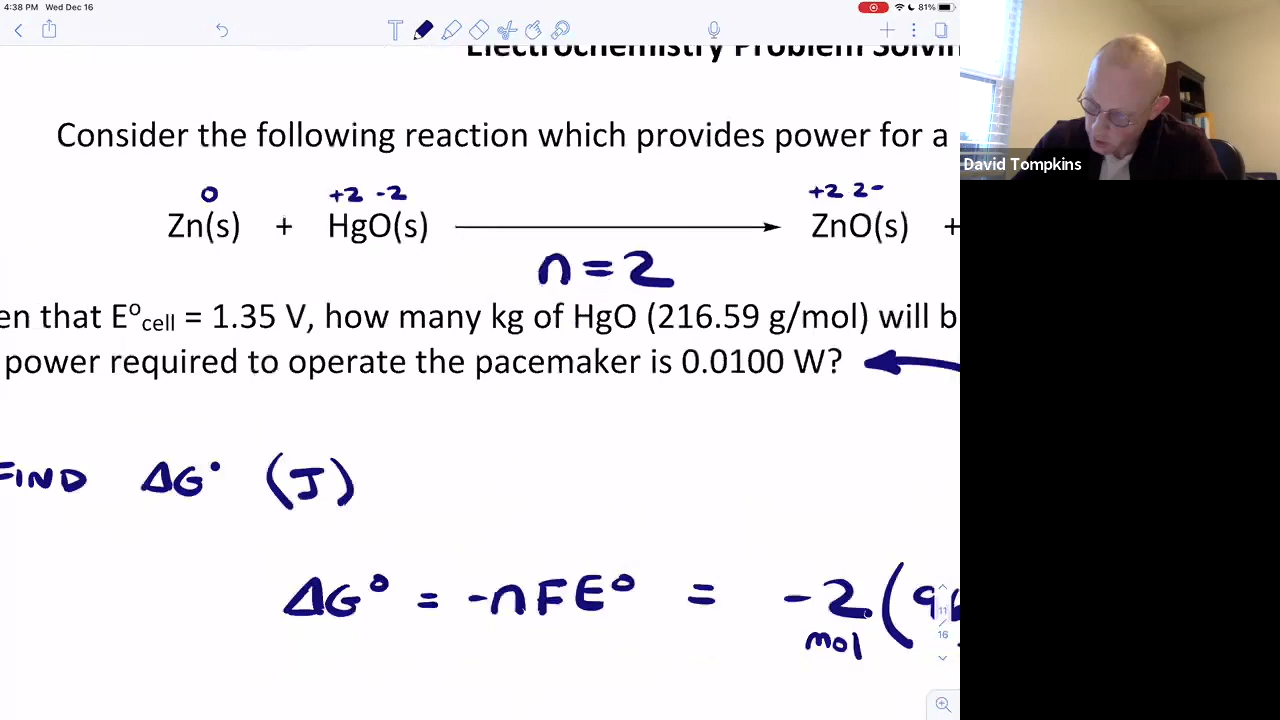 4:38 PM Wed Dec 16
81%
Electrochemistry Problem Solvin
Consider the following reaction which provides power for a
0 +2 -2 +2 2-
Zn(s) + HgO(s) ZnO(s) +
n=2
en that E°cell = 1.35 V, how many kg of HgO (216.59 g/mol) will b
power required to operate the pacemaker is 0.0100 W?
FIND ΔG° (J)
ΔG° = -nFE° = -2 (96
mol
11
/
16
David Tompkins